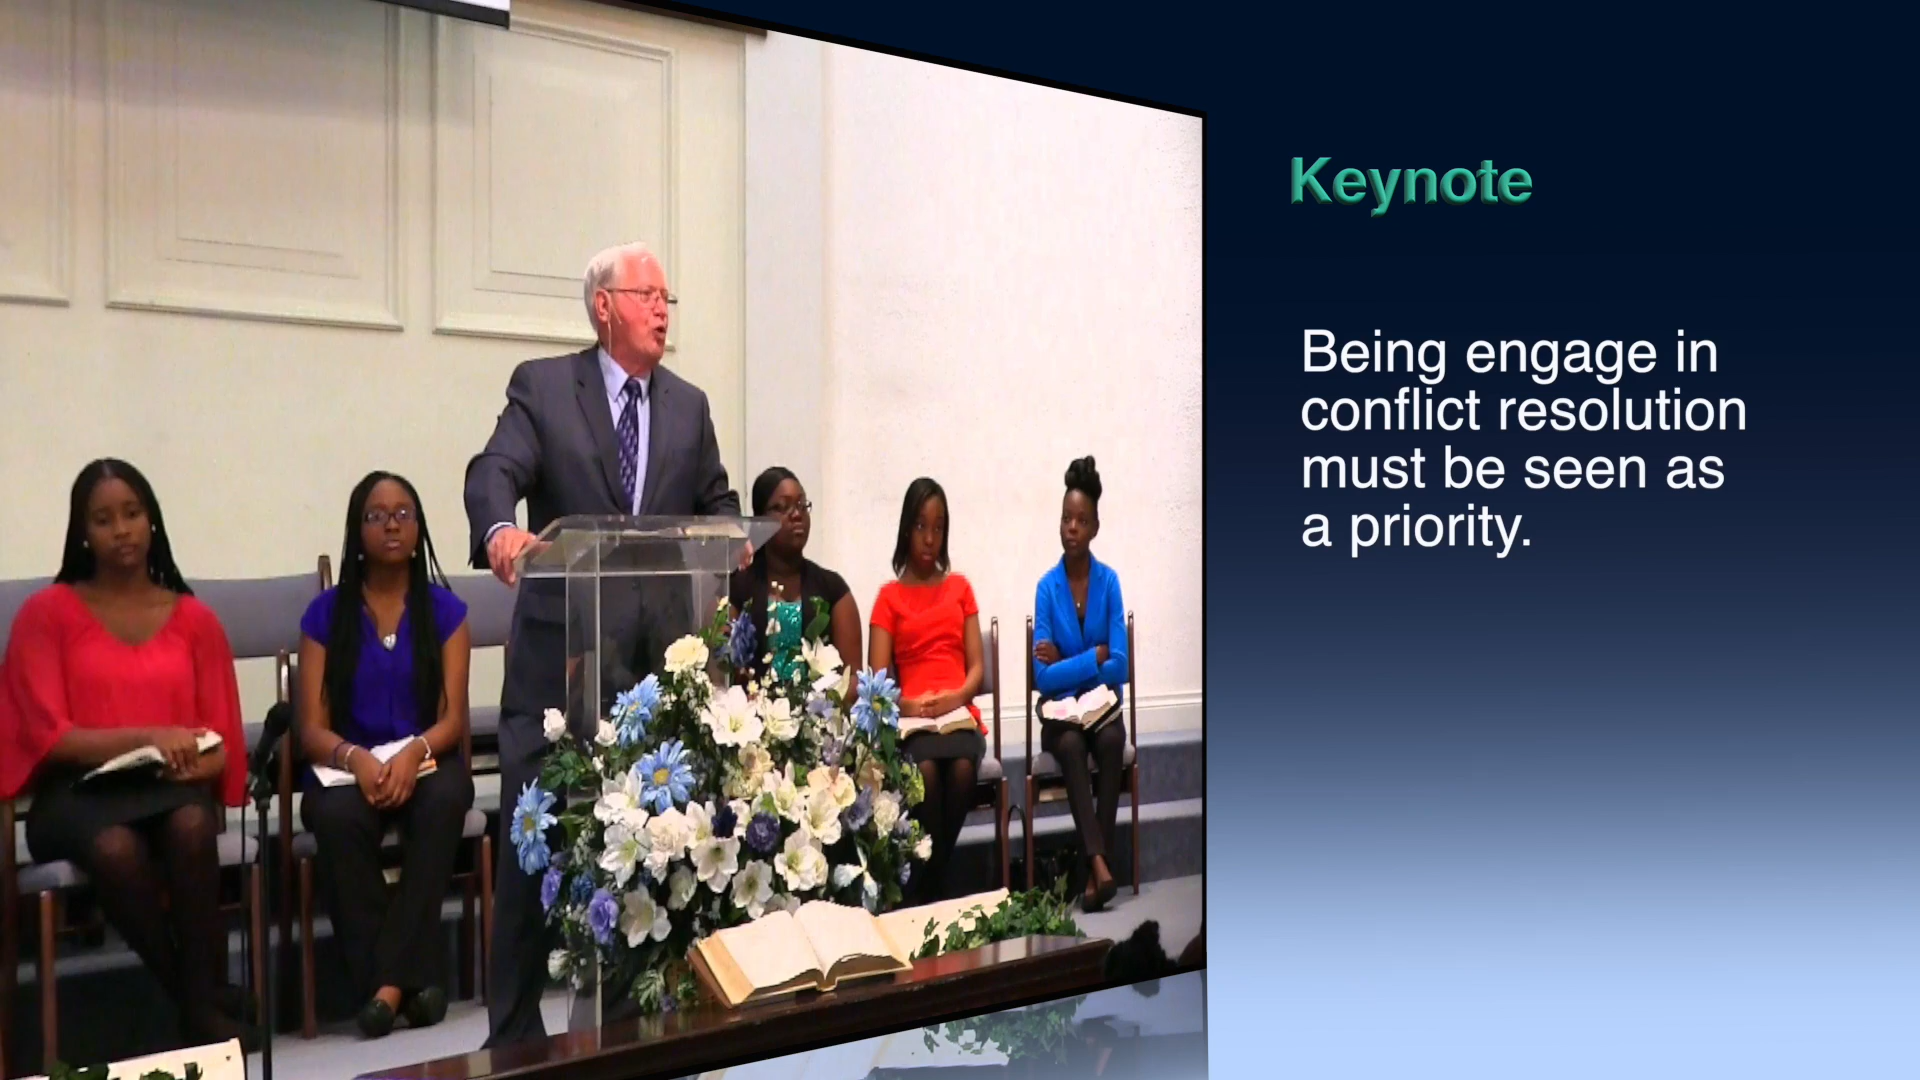 Keynote
Being engage in
conflict resolution
must be seen as
a priority.